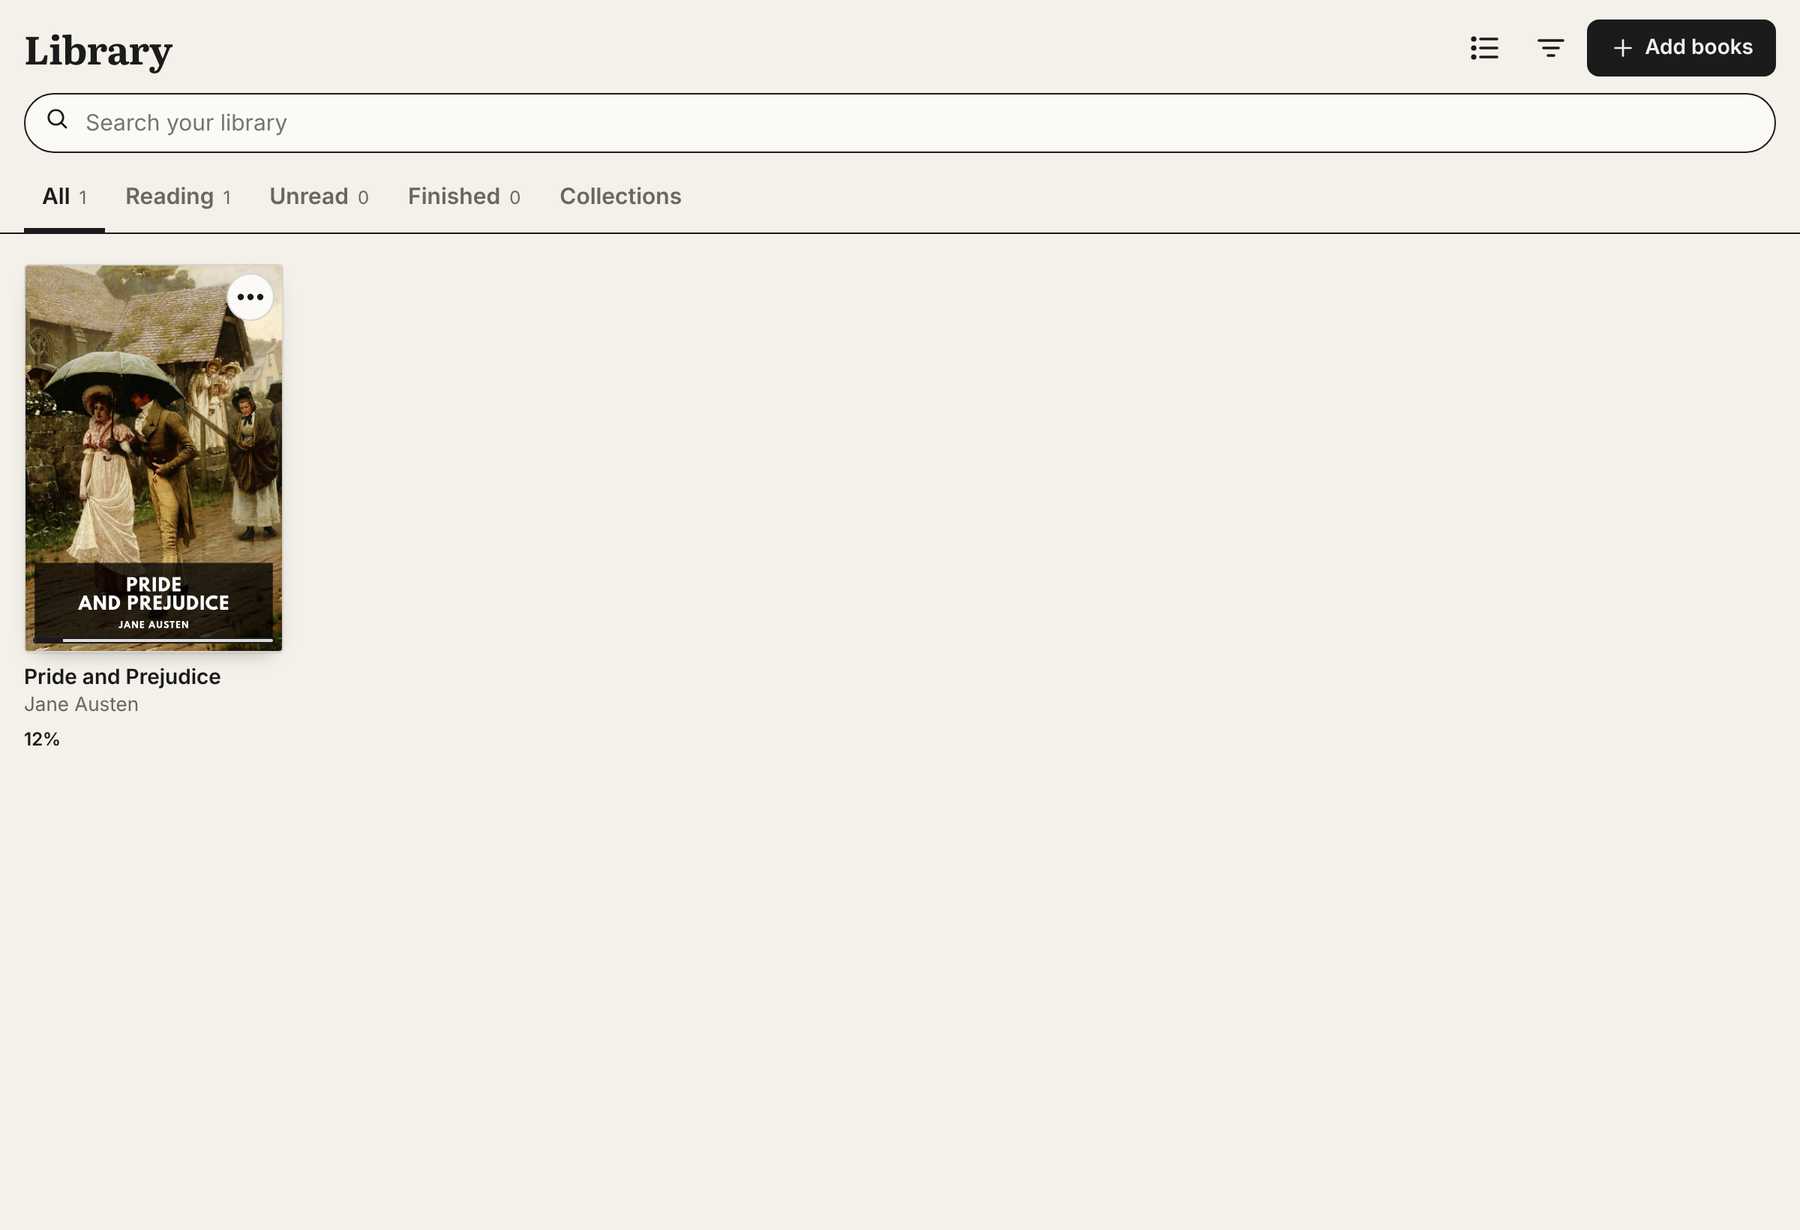 Library
Add books
Search your library
All 1 Reading 1 Unread 0 Finished 0 Collections
PRIDE
AND PREJUDICE
JANE AUSTEN
Pride and Prejudice
Jane Austen
12%